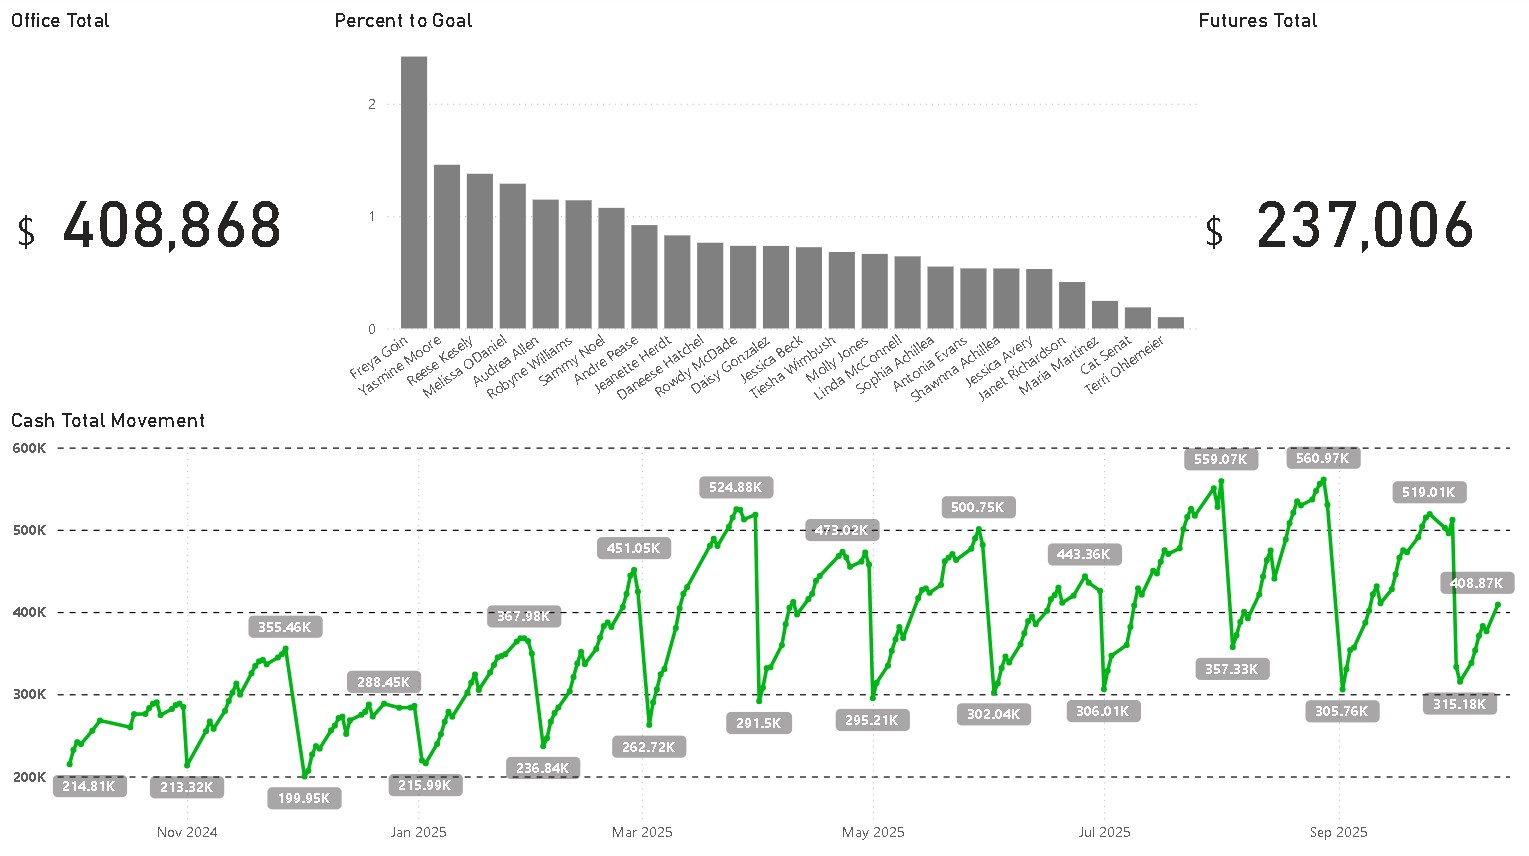 Office Total
$ 408,868
Percent to Goal
2
1
0
Freya Goin
Yasmine Moore
Reese Kesely
Melissa ODaniel
Audrea Allen
Robyne Williams
Sammy Noel
Andre Pease
Jeanette Herdt
Daneese Hatchel
Rowdy McDade
Daisy Gonzalez
Jessica Beck
Tiesha Wimbush
Molly Jones
Linda McConnell
Sophia Achillea
Antonia Evans
Shawnna Achillea
Jessica Avery
Janet Richardson
Maria Martinez
Cat Senat
Terri Ohlemeier
Futures Total
$ 237,006
Cash Total Movement
600K
500K
400K
300K
200K
214.81K
213.32K
355.46K
199.95K
288.45K
215.99K
367.98K
236.84K
451.05K
262.72K
524.88K
291.5K
473.02K
295.21K
500.75K
302.04K
443.36K
306.01K
559.07K
357.33K
560.97K
305.76K
519.01K
315.18K
408.87K
Nov 2024
Jan 2025
Mar 2025
May 2025
Jul 2025
Sep 2025